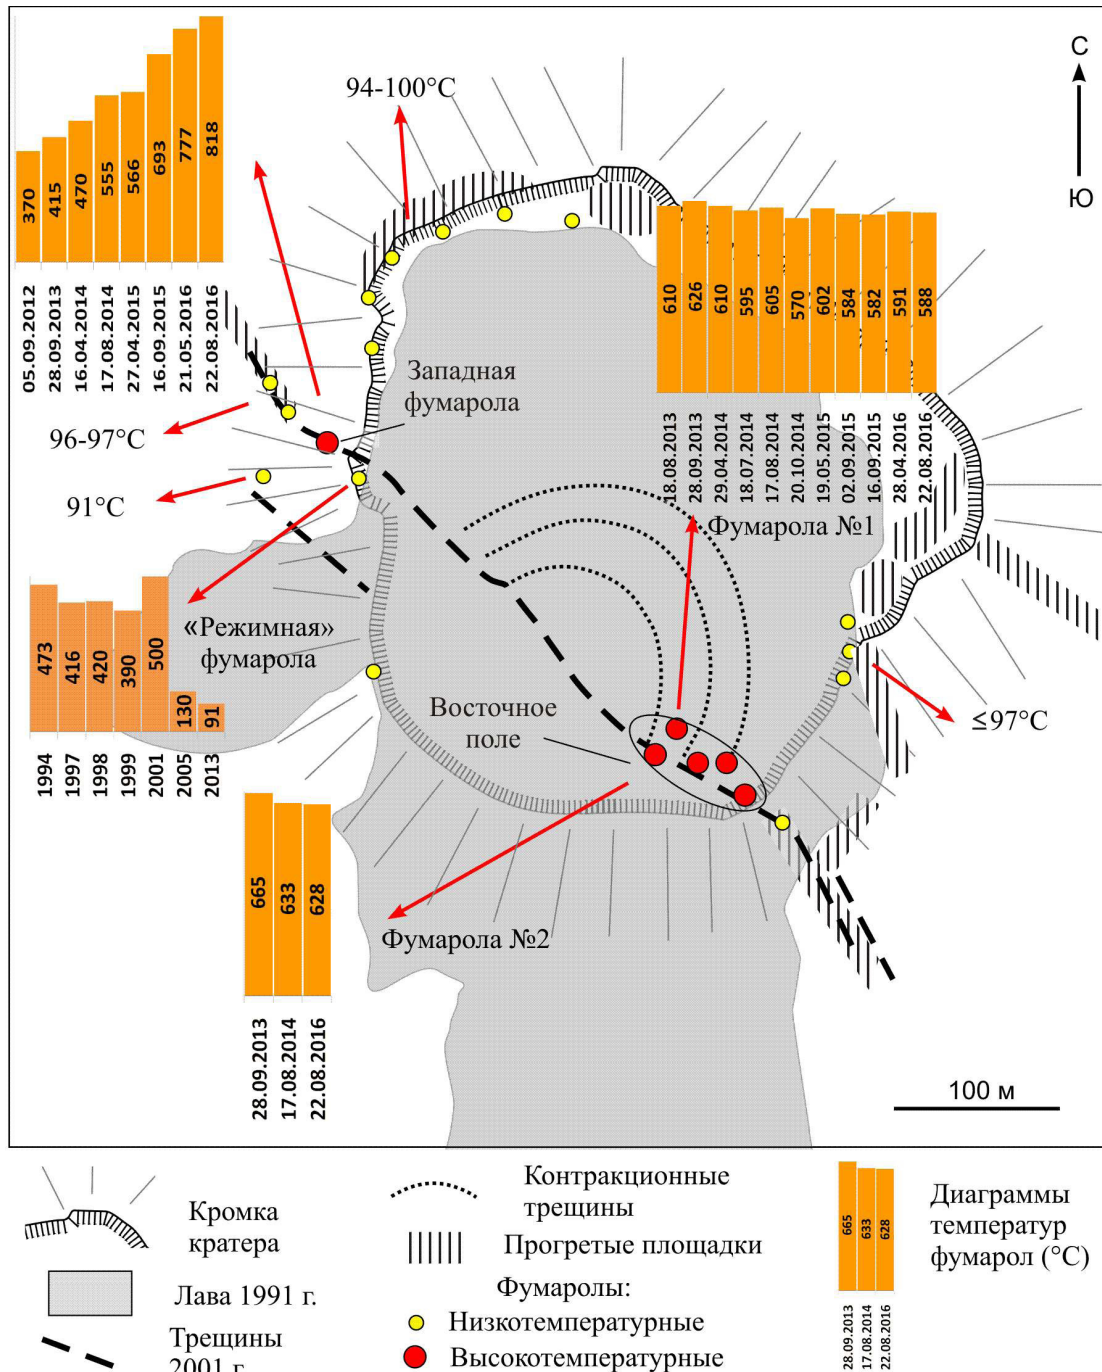 94-100°C
С
Ю
370
415
470
555
566
693
777
818
05.09.2012
28.09.2013
16.04.2014
17.08.2014
27.04.2015
16.09.2015
21.05.2016
22.08.2016
610
626
610
595
605
570
602
584
582
591
588
18.08.2013
28.09.2013
29.04.2014
18.07.2014
17.08.2014
20.10.2014
19.05.2015
02.09.2015
16.09.2015
28.04.2016
22.08.2016
Западная
фумарола
96-97°C
91°C
Фумарола №1
473
416
420
390
500
130
91
1994
1997
1998
1999
2001
2005
2013
«Режимная»
фумарола
Восточное
поле
≤97°C
665
633
628
28.09.2013
17.08.2014
22.08.2016
Фумарола №2
100 м
Кромка
кратера
Лава 1991 г.
Трещины
2001 г.
Контракционные
трещины
Прогретые площадки
Фумаролы:
Низкотемпературные
Высокотемпературные
665
633
628
28.09.2013
17.08.2014
22.08.2016
Диаграммы
температур
фумарол (°C)